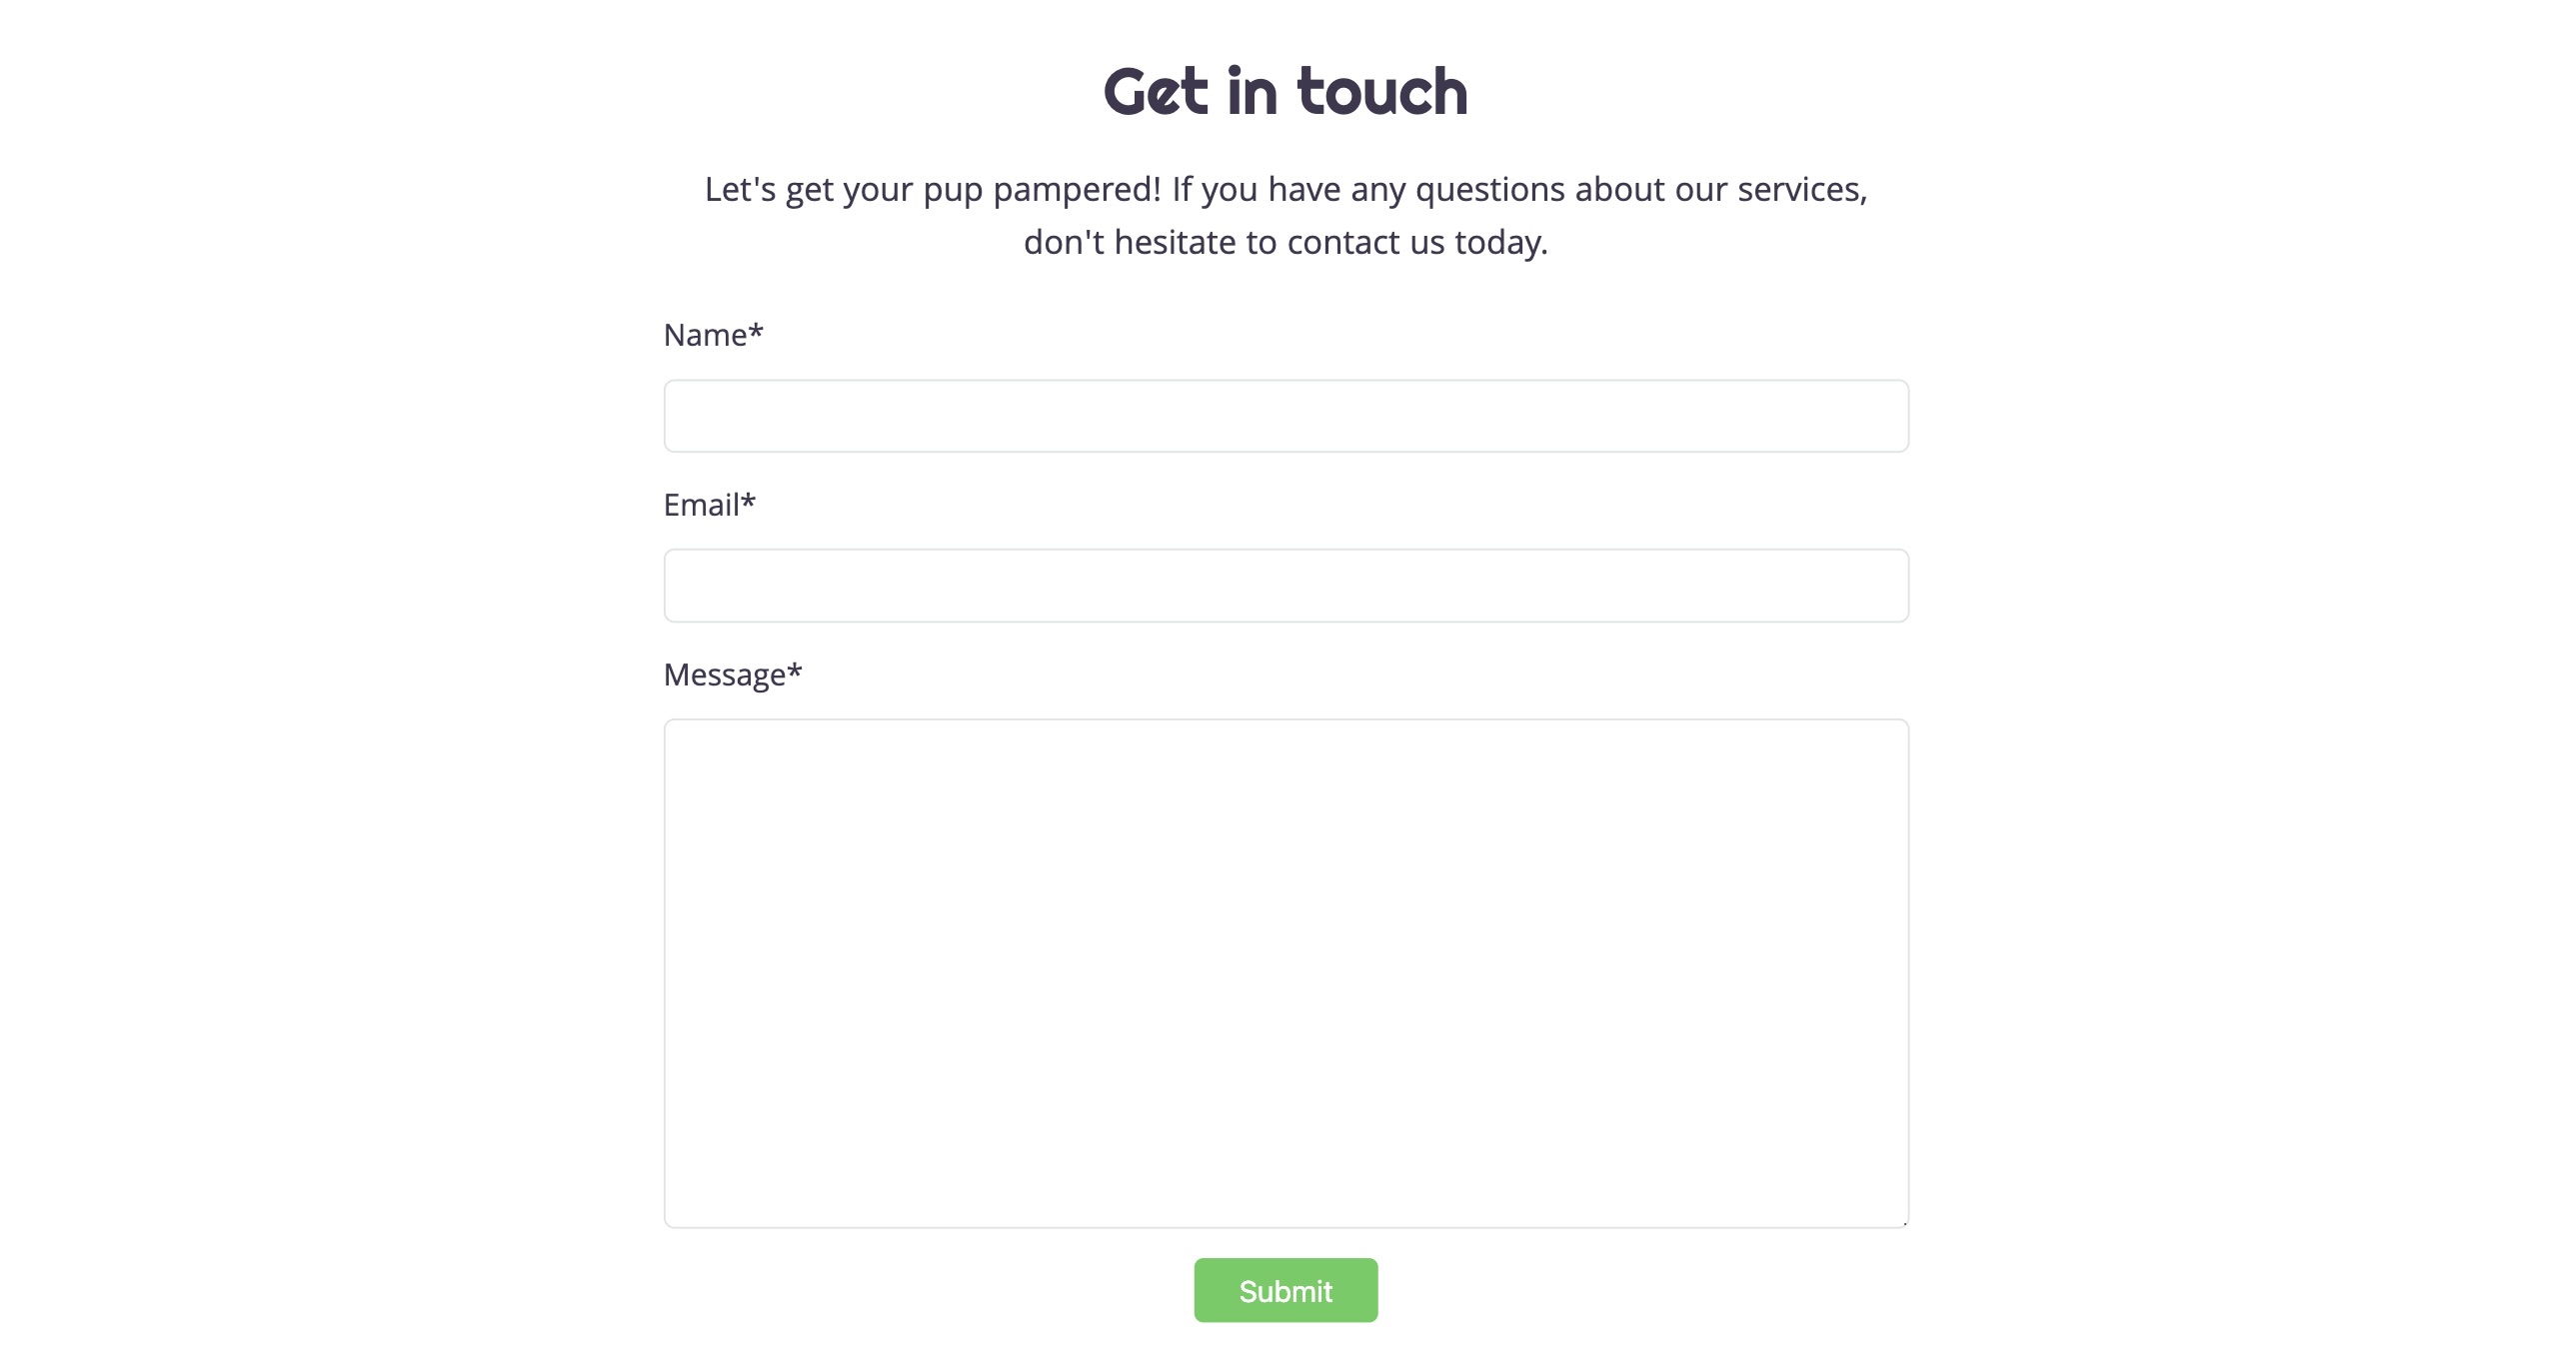 Get in touch
Let's get your pup pampered! If you have any questions about our services,
don't hesitate to contact us today.
Name*
Email*
Message*
Submit